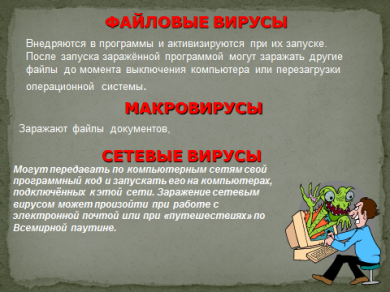 ФАЙЛОВЫЕ ВИРУСЫ
Внедряются в программы и активизируются при их запуске.
После запуска заражённой программой могут заражать другие
файлы до момента выключения компьютера или перезагрузки
операционной системы.
МАКРОВИРУСЫ
Заражают файлы документов,
СЕТЕВЫЕ ВИРУСЫ
Могут передавать по компьютерным сетям свой
программный код и запускать его на компьютерах,
подключённых к этой сети. Заражение сетевым
вирусом может произойти при работе с
электронной почтой или при «путешествиях» по
Всемирной паутине.